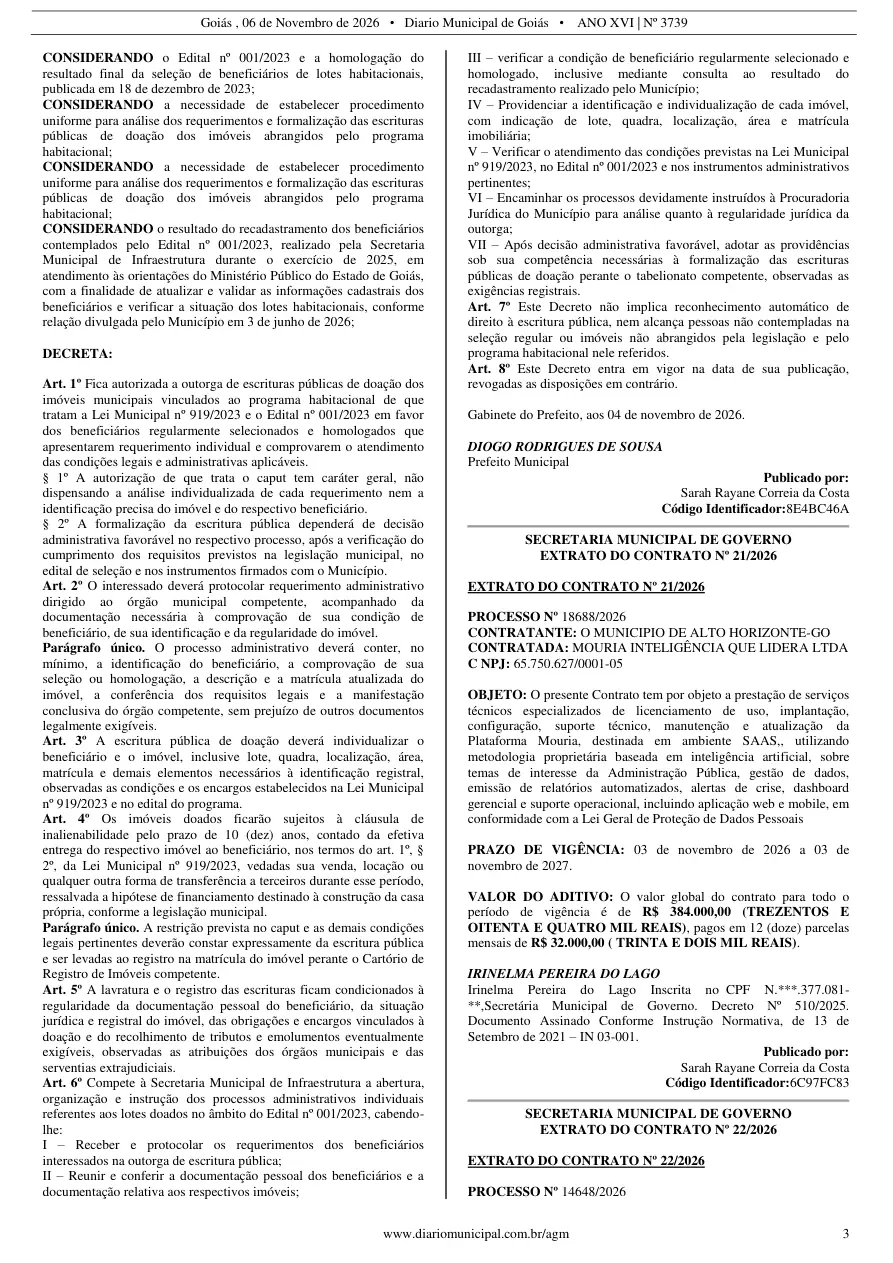 Goiás , 06 de Novembro de 2026 • Diario Municipal de Goiás • ANO XVI | Nº 3739
CONSIDERANDO o Edital nº 001/2023 e a homologação do
resultado final da seleção de beneficiários de lotes habitacionais,
publicada em 18 de dezembro de 2023;
CONSIDERANDO a necessidade de estabelecer procedimento
uniforme para análise dos requerimentos e formalização das escrituras
públicas de doação dos imóveis abrangidos pelo programa
habitacional;
CONSIDERANDO a necessidade de estabelecer procedimento
uniforme para análise dos requerimentos e formalização das escrituras
públicas de doação dos imóveis abrangidos pelo programa
habitacional;
CONSIDERANDO o resultado do recadastramento dos beneficiários
contemplados pelo Edital nº 001/2023, realizado pela Secretaria
Municipal de Infraestrutura durante o exercício de 2025, em
atendimento às orientações do Ministério Público do Estado de Goiás,
com a finalidade de atualizar e validar as informações cadastrais dos
beneficiários e verificar a situação dos lotes habitacionais, conforme
relação divulgada pelo Município em 3 de junho de 2026;
DECRETA:
Art. 1º Fica autorizada a outorga de escrituras públicas de doação dos
imóveis municipais vinculados ao programa habitacional de que
tratam a Lei Municipal nº 919/2023 e o Edital nº 001/2023 em favor
dos beneficiários regularmente selecionados e homologados que
apresentarem requerimento individual e comprovarem o atendimento
das condições legais e administrativas aplicáveis.
§ 1º A autorização de que trata o caput tem caráter geral, não
dispensando a análise individualizada de cada requerimento nem a
identificação precisa do imóvel e do respectivo beneficiário.
§ 2º A formalização da escritura pública dependerá de decisão
administrativa favorável no respectivo processo, após a verificação do
cumprimento dos requisitos previstos na legislação municipal, no
edital de seleção e nos instrumentos firmados com o Município.
Art. 2º O interessado deverá protocolar requerimento administrativo
dirigido ao órgão municipal competente, acompanhado da
documentação necessária à comprovação de sua condição de
beneficiário, de sua identificação e da regularidade do imóvel.
Parágrafo único. O processo administrativo deverá conter, no
mínimo, a identificação do beneficiário, a comprovação de sua
seleção ou homologação, a descrição e a matrícula atualizada do
imóvel, a conferência dos requisitos legais e a manifestação
conclusiva do órgão competente, sem prejuízo de outros documentos
legalmente exigíveis.
Art. 3º A escritura pública de doação deverá individualizar o
beneficiário e o imóvel, inclusive lote, quadra, localização, área,
matrícula e demais elementos necessários à identificação registral,
observadas as condições e os encargos estabelecidos na Lei Municipal
nº 919/2023 e no edital do programa.
Art. 4º Os imóveis doados ficarão sujeitos à cláusula de
inalienabilidade pelo prazo de 10 (dez) anos, contado da efetiva
entrega do respectivo imóvel ao beneficiário, nos termos do art. 1º, §
2º, da Lei Municipal nº 919/2023, vedadas sua venda, locação ou
qualquer outra forma de transferência a terceiros durante esse período,
ressalvada a hipótese de financiamento destinado à construção da casa
própria, conforme a legislação municipal.
Parágrafo único. A restrição prevista no caput e as demais condições
legais pertinentes deverão constar expressamente da escritura pública
e ser levadas ao registro na matrícula do imóvel perante o Cartório de
Registro de Imóveis competente.
Art. 5º A lavratura e o registro das escrituras ficam condicionados à
regularidade da documentação pessoal do beneficiário, da situação
jurídica e registral do imóvel, das obrigações e encargos vinculados à
doação e do recolhimento de tributos e emolumentos eventualmente
exigíveis, observadas as atribuições dos órgãos municipais e das
serventias extrajudiciais.
Art. 6º Compete à Secretaria Municipal de Infraestrutura a abertura,
organização e instrução dos processos administrativos individuais
referentes aos lotes doados no âmbito do Edital nº 001/2023, cabendo-
lhe:
I – Receber e protocolar os requerimentos dos beneficiários
interessados na outorga de escritura pública;
II – Reunir e conferir a documentação pessoal dos beneficiários e a
documentação relativa aos respectivos imóveis;
III – verificar a condição de beneficiário regularmente selecionado e
homologado, inclusive mediante consulta ao resultado do
recadastramento realizado pelo Município;
IV – Providenciar a identificação e individualização de cada imóvel,
com indicação de lote, quadra, localização, área e matrícula
imobiliária;
V – Verificar o atendimento das condições previstas na Lei Municipal
nº 919/2023, no Edital nº 001/2023 e nos instrumentos administrativos
pertinentes;
VI – Encaminhar os processos devidamente instruídos à Procuradoria
Jurídica do Município para análise quanto à regularidade jurídica da
outorga;
VII – Após decisão administrativa favorável, adotar as providências
sob sua competência necessárias à formalização das escrituras
públicas de doação perante o tabelionato competente, observadas as
exigências registrais.
Art. 7º Este Decreto não implica reconhecimento automático de
direito à escritura pública, nem alcança pessoas não contempladas na
seleção regular ou imóveis não abrangidos pela legislação e pelo
programa habitacional nele referidos.
Art. 8º Este Decreto entra em vigor na data de sua publicação,
revogadas as disposições em contrário.
Gabinete do Prefeito, aos 04 de novembro de 2026.
DIOGO RODRIGUES DE SOUSA
Prefeito Municipal
Publicado por:
Sarah Rayane Correia da Costa
Código Identificador:8E4BC46A
SECRETARIA MUNICIPAL DE GOVERNO
EXTRATO DO CONTRATO Nº 21/2026
EXTRATO DO CONTRATO Nº 21/2026
PROCESSO Nº 18688/2026
CONTRATANTE: O MUNICIPIO DE ALTO HORIZONTE-GO
CONTRATADA: MOURIA INTELIGÊNCIA QUE LIDERA LTDA
C NPJ: 65.750.627/0001-05
OBJETO: O presente Contrato tem por objeto a prestação de serviços
técnicos especializados de licenciamento de uso, implantação,
configuração, suporte técnico, manutenção e atualização da
Plataforma Mouria, destinada em ambiente SAAS,, utilizando
metodologia proprietária baseada em inteligência artificial, sobre
temas de interesse da Administração Pública, gestão de dados,
emissão de relatórios automatizados, alertas de crise, dashboard
gerencial e suporte operacional, incluindo aplicação web e mobile, em
conformidade com a Lei Geral de Proteção de Dados Pessoais
PRAZO DE VIGÊNCIA: 03 de novembro de 2026 a 03 de
novembro de 2027.
VALOR DO ADITIVO: O valor global do contrato para todo o
período de vigência é de R$ 384.000,00 (TREZENTOS E
OITENTA E QUATRO MIL REAIS), pagos em 12 (doze) parcelas
mensais de R$ 32.000,00 ( TRINTA E DOIS MIL REAIS).
IRINELMA PEREIRA DO LAGO
Irinelma Pereira do Lago Inscrita no CPF N.***.377.081-
**,Secretária Municipal de Governo. Decreto Nº 510/2025.
Documento Assinado Conforme Instrução Normativa, de 13 de
Setembro de 2021 – IN 03-001.
Publicado por:
Sarah Rayane Correia da Costa
Código Identificador:6C97FC83
SECRETARIA MUNICIPAL DE GOVERNO
EXTRATO DO CONTRATO Nº 22/2026
EXTRATO DO CONTRATO Nº 22/2026
PROCESSO Nº 14648/2026
www.diariomunicipal.com.br/agm 3